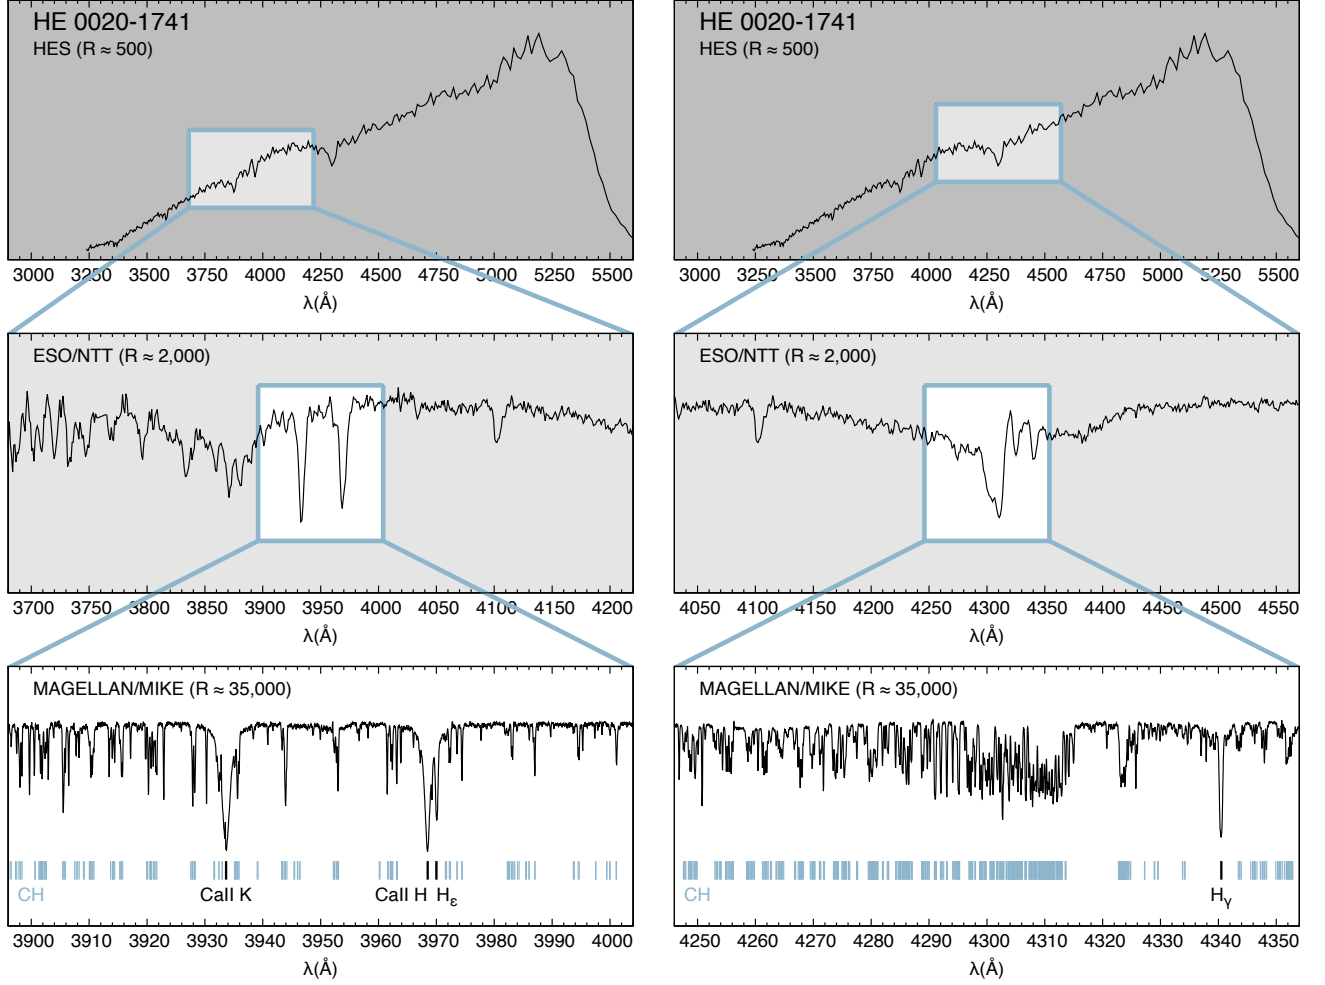 HE 0020-1741
HES (R ≈ 500)
3000 3250 3500 3750 4000 4250 4500 4750 5000 5250 5500
λ(Å)
ESO/NTT (R ≈ 2,000)
3700 3750 3800 3850 3900 3950 4000 4050 4100 4150 4200
λ(Å)
MAGELLAN/MIKE (R ≈ 35,000)
CH
CaII K
CaII H
Hε
3900 3910 3920 3930 3940 3950 3960 3970 3980 3990 4000
λ(Å)
HE 0020-1741
HES (R ≈ 500)
3000 3250 3500 3750 4000 4250 4500 4750 5000 5250 5500
λ(Å)
ESO/NTT (R ≈ 2,000)
4050 4100 4150 4200 4250 4300 4350 4400 4450 4500 4550
λ(Å)
MAGELLAN/MIKE (R ≈ 35,000)
CH
Hγ
4250 4260 4270 4280 4290 4300 4310 4320 4330 4340 4350
λ(Å)